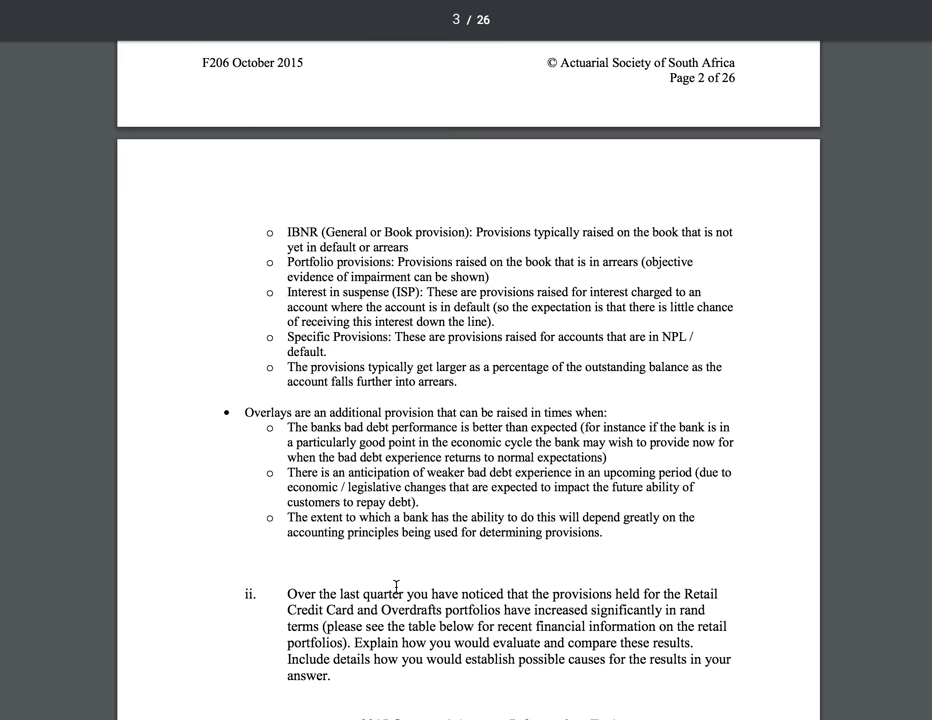 3 / 26
F206 October 2015
© Actuarial Society of South Africa
Page 2 of 26
o IBNR (General or Book provision): Provisions typically raised on the book that is not
yet in default or arrears
o Portfolio provisions: Provisions raised on the book that is in arrears (objective
evidence of impairment can be shown)
o Interest in suspense (ISP): These are provisions raised for interest charged to an
account where the account is in default (so the expectation is that there is little chance
of receiving this interest down the line).
o Specific Provisions: These are provisions raised for accounts that are in NPL /
default.
o The provisions typically get larger as a percentage of the outstanding balance as the
account falls further into arrears.
• Overlays are an additional provision that can be raised in times when:
o The banks bad debt performance is better than expected (for instance if the bank is in
a particularly good point in the economic cycle the bank may wish to provide now for
when the bad debt experience returns to normal expectations)
o There is an anticipation of weaker bad debt experience in an upcoming period (due to
economic / legislative changes that are expected to impact the future ability of
customers to repay debt).
o The extent to which a bank has the ability to do this will depend greatly on the
accounting principles being used for determining provisions.
ii. Over the last quarter you have noticed that the provisions held for the Retail
Credit Card and Overdrafts portfolios have increased significantly in rand
terms (please see the table below for recent financial information on the retail
portfolios). Explain how you would evaluate and compare these results.
Include details how you would establish possible causes for the results in your
answer.